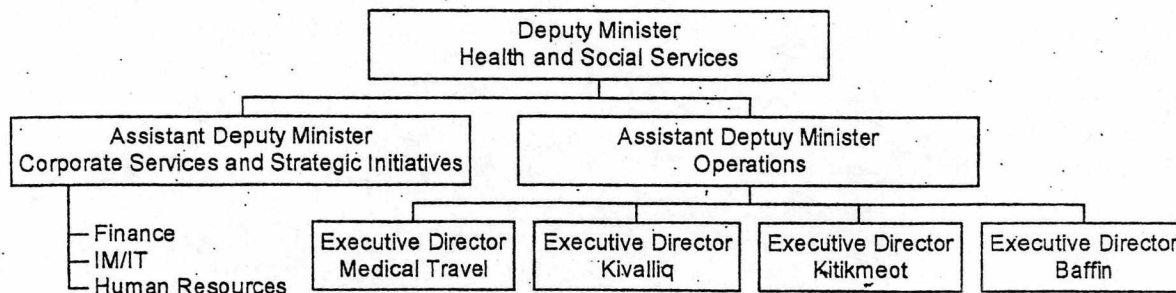 Deputy Minister
Health and Social Services
Assistant Deputy Minister
Corporate Services and Strategic Initiatives
Assistant Deptuy Minister
Operations
Finance
IM/IT
Human Resources
Executive Director
Medical Travel
Executive Director
Kivalliq
Executive Director
Kitikmeot
Executive Director
Baffin